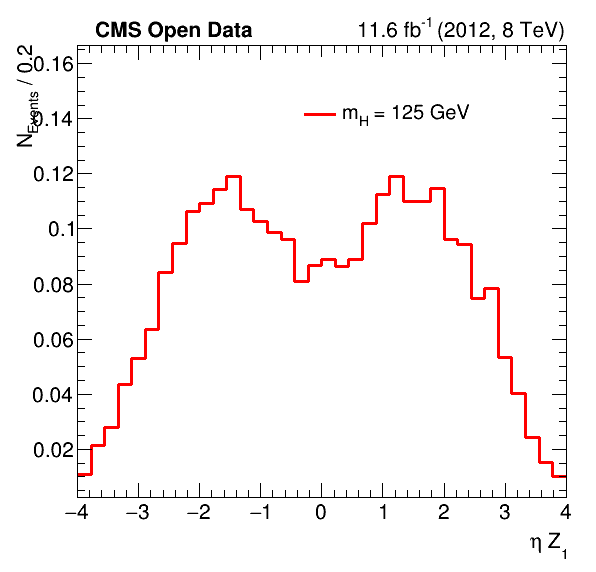 CMS Open Data 11.6 fb-1 (2012, 8 TeV)
NEvents / 0.2
0.16
0.14
mH = 125 GeV
0.12
0.1
0.08
0.06
0.04
0.02
−4 −3 −2 −1 0 1 2 3 4
η Z1